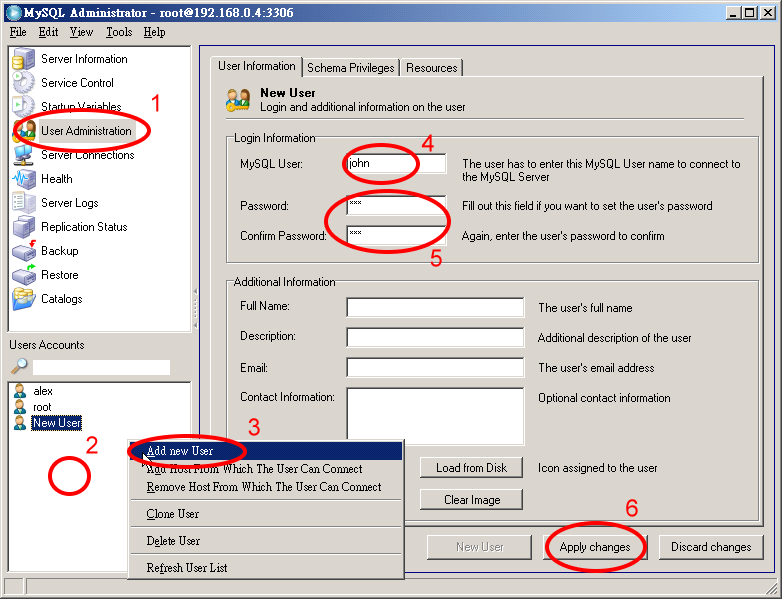 MySQL Administrator - root@192.168.0.4:3306
File Edit View Tools Help
Server Information
Service Control
Startup Variables
1
User Administration
Server Connections
Health
Server Logs
Replication Status
Backup
Restore
Catalogs
Users Accounts
alex
root
New User
2
User Information Schema Privileges Resources
New User
Login and additional information on the user
Login Information
4
MySQL User: john The user has to enter this MySQL User name to connect to
the MySQL Server
Password: *** Fill out this field if you want to set the user's password
Confirm Password: *** Again, enter the user's password to confirm
5
Additional Information
Full Name: The user's full name
Description: Additional description of the user
Email: The user's email address
Contact Information: Optional contact information
3
Add new User
Add Host From Which The User Can Connect
Remove Host From Which The User Can Connect
Clone User
Delete User
Refresh User List
Load from Disk Icon assigned to the user
Clear Image
6
New User Apply changes Discard changes